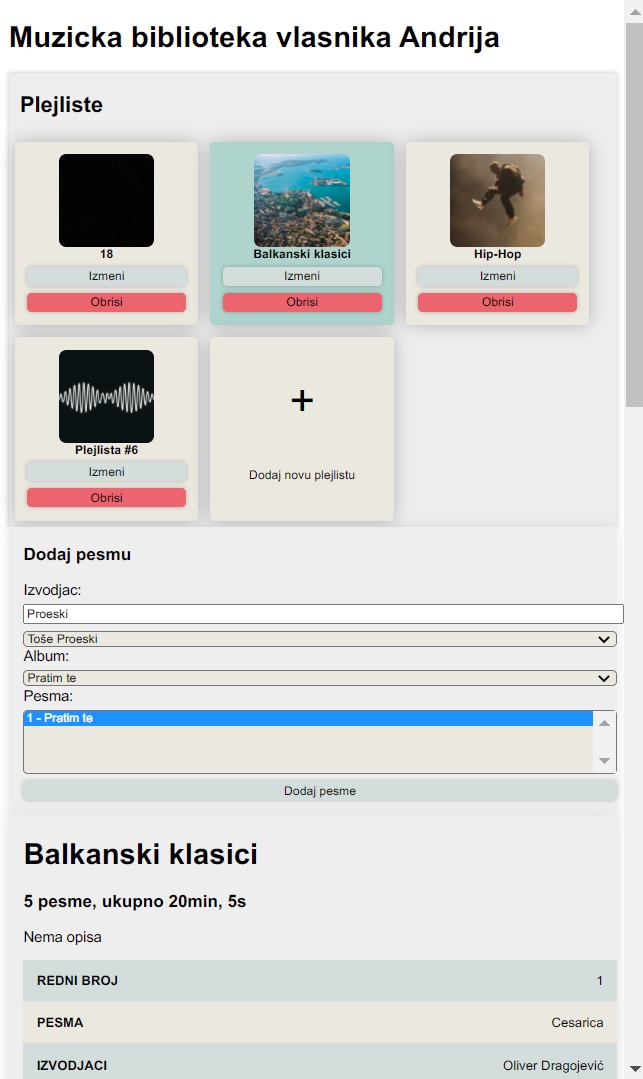 Muzicka biblioteka vlasnika Andrija
Plejliste
18
Izmeni
Obrisi
Balkanski klasici
Izmeni
Obrisi
Hip-Hop
Izmeni
Obrisi
Plejlista #6
Izmeni
Obrisi
+
Dodaj novu plejlistu
Dodaj pesmu
Izvodjac:
Proeski
Toše Proeski
Album:
Pratim te
Pesma:
1 - Pratim te
Dodaj pesme
Balkanski klasici
5 pesme, ukupno 20min, 5s
Nema opisa
REDNI BROJ 1
PESMA Cesarica
IZVODJACI Oliver Dragojević